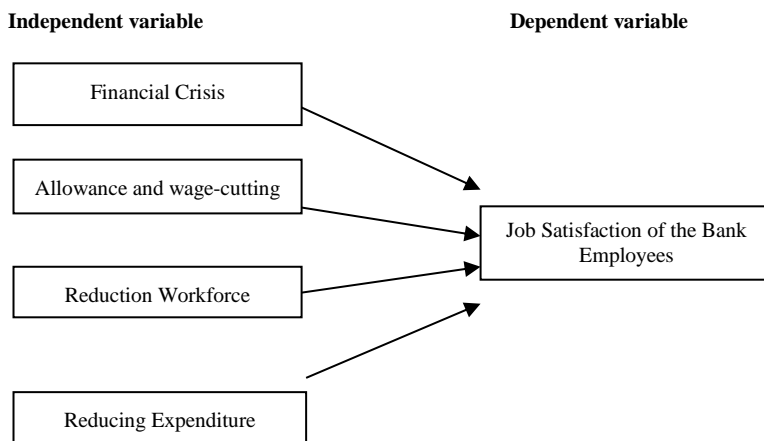 Independent variable
Dependent variable
Financial Crisis
Allowance and wage-cutting
Job Satisfaction of the Bank
Employees
Reduction Workforce
Reducing Expenditure